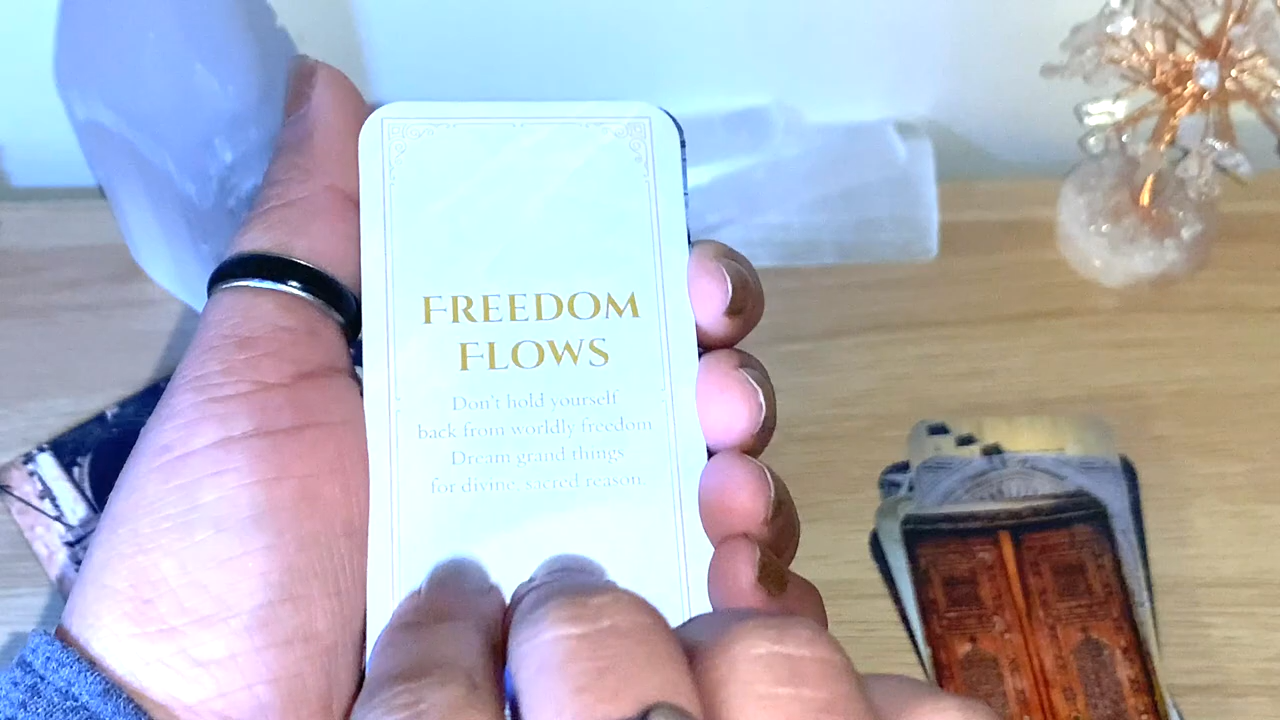 FREEDOM
FLOWS
Don't hold yourself
back from worldly freedom
Dream grand things
for divine, sacred reason.